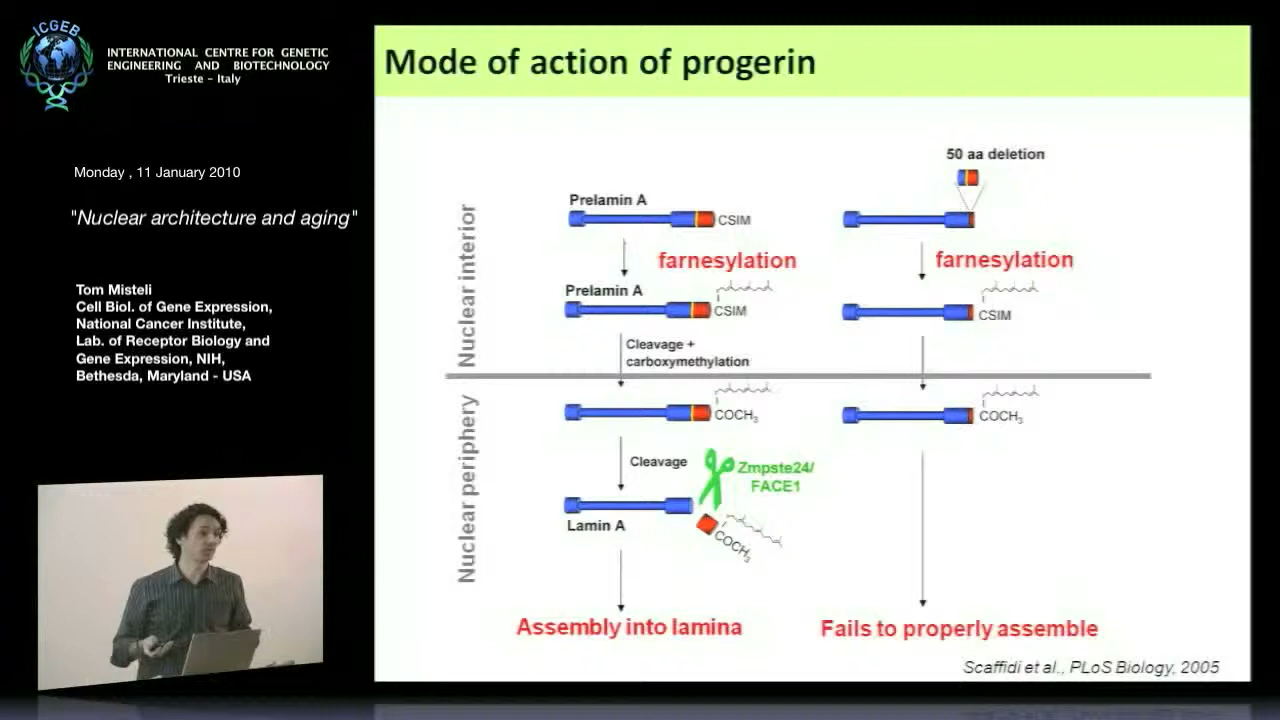 ICGEB
INTERNATIONAL CENTRE FOR GENETIC
ENGINEERING AND BIOTECHNOLOGY
Trieste - Italy
Monday , 11 January 2010
"Nuclear architecture and aging"
Tom Misteli
Cell Biol. of Gene Expression,
National Cancer Institute,
Lab. of Receptor Biology and
Gene Expression, NIH,
Bethesda, Maryland - USA
Mode of action of progerin
50 aa deletion
Prelamin A
CSIM
farnesylation
farnesylation
Nuclear interior
Prelamin A
CSIM
CSIM
Cleavage +
carboxymethylation
COCH3
COCH3
Nuclear periphery
Cleavage
Zmpste24/
FACE1
Lamin A
COCH3
Assembly into lamina
Fails to properly assemble
Scaffidi et al., PLoS Biology, 2005